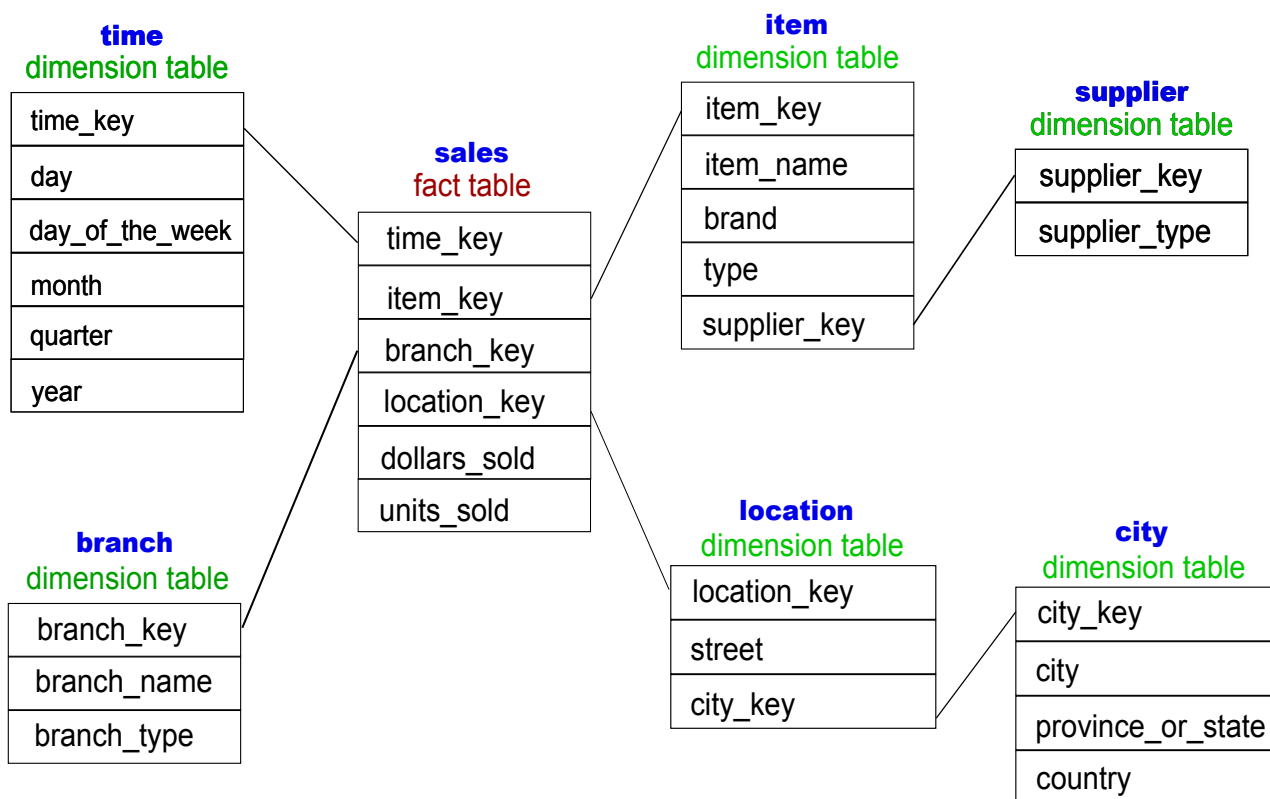 time
dimension table
time_key
day
day_of_the_week
month
quarter
year
sales
fact table
time_key
item_key
branch_key
location_key
dollars_sold
units_sold
item
dimension table
item_key
item_name
brand
type
supplier_key
supplier
dimension table
supplier_key
supplier_type
branch
dimension table
branch_key
branch_name
branch_type
location
dimension table
location_key
street
city_key
city
dimension table
city_key
city
province_or_state
country